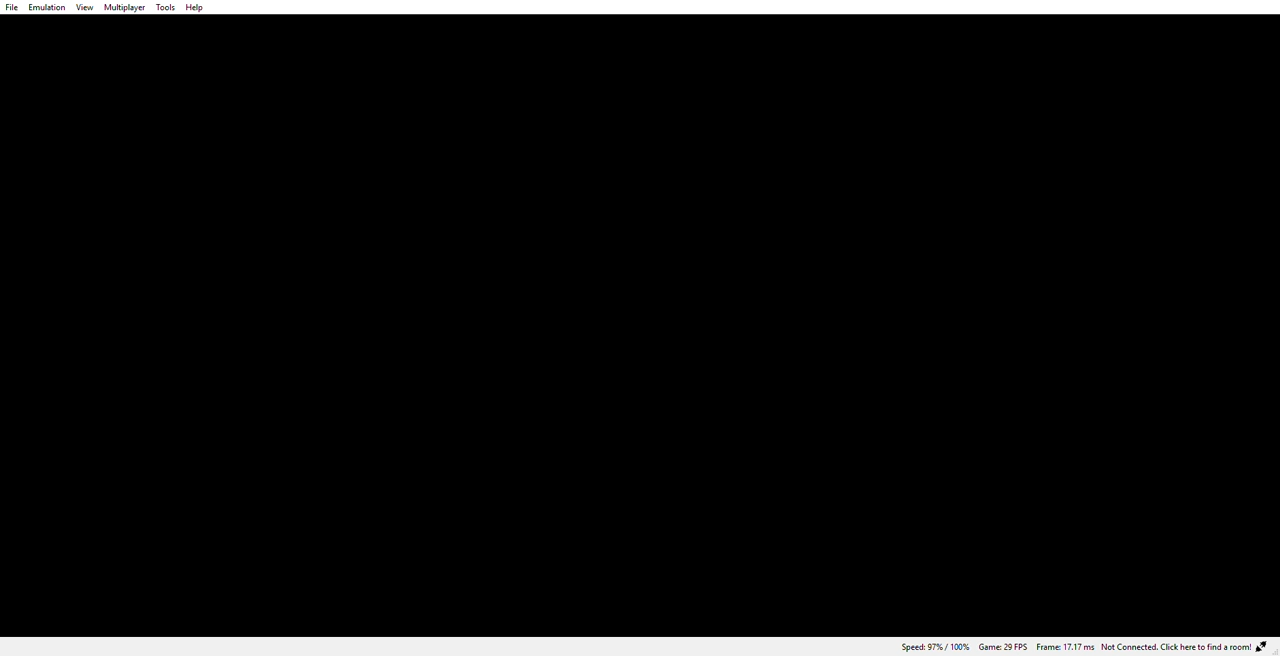 File Emulation View Multiplayer Tools Help
Speed: 97% / 100% Game: 29 FPS Frame: 17.17 ms Not Connected. Click here to find a room!